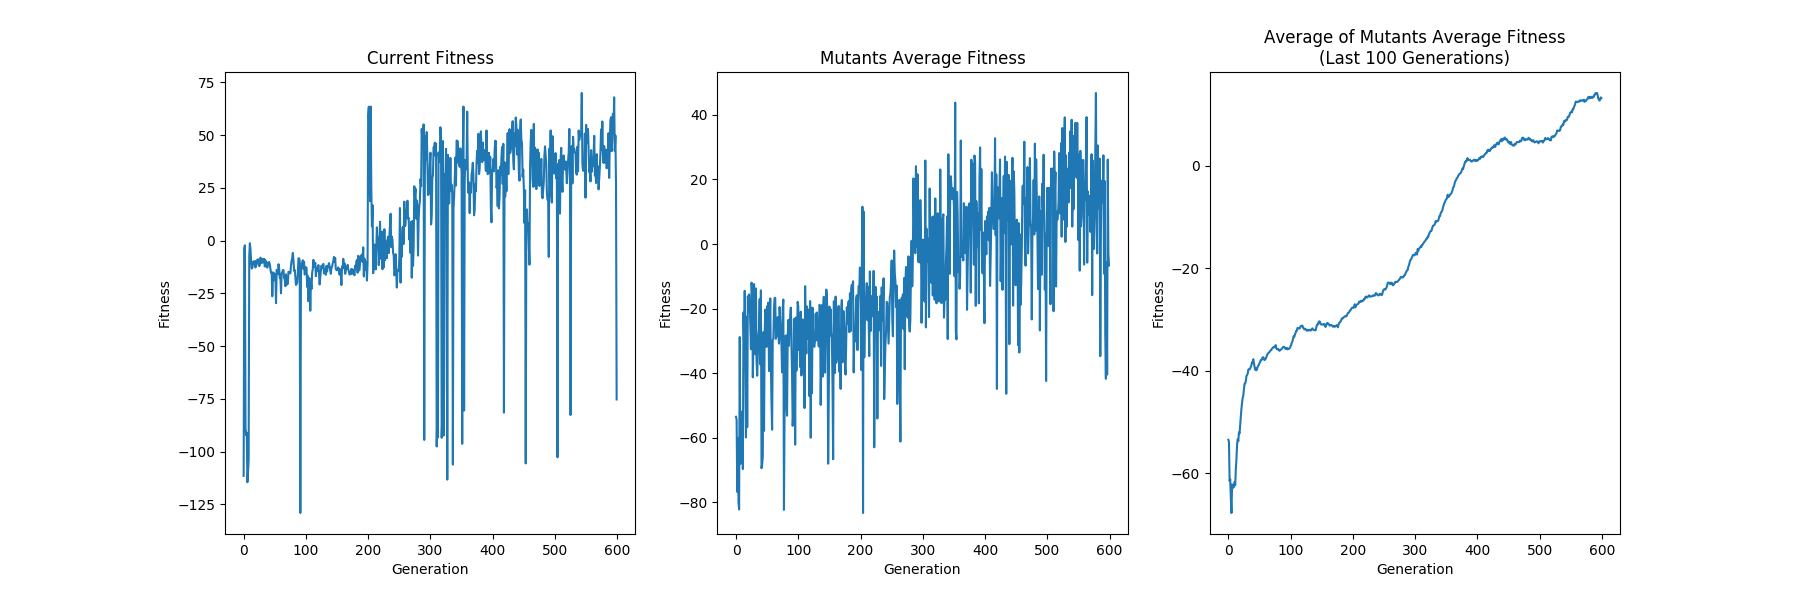 Current Fitness
75
50
25
0
−25
−50
−75
−100
−125
Fitness
0 100 200 300 400 500 600
Generation
Mutants Average Fitness
40
20
0
−20
−40
−60
−80
Fitness
0 100 200 300 400 500 600
Generation
Average of Mutants Average Fitness
(Last 100 Generations)
0
−20
−40
−60
Fitness
0 100 200 300 400 500 600
Generation